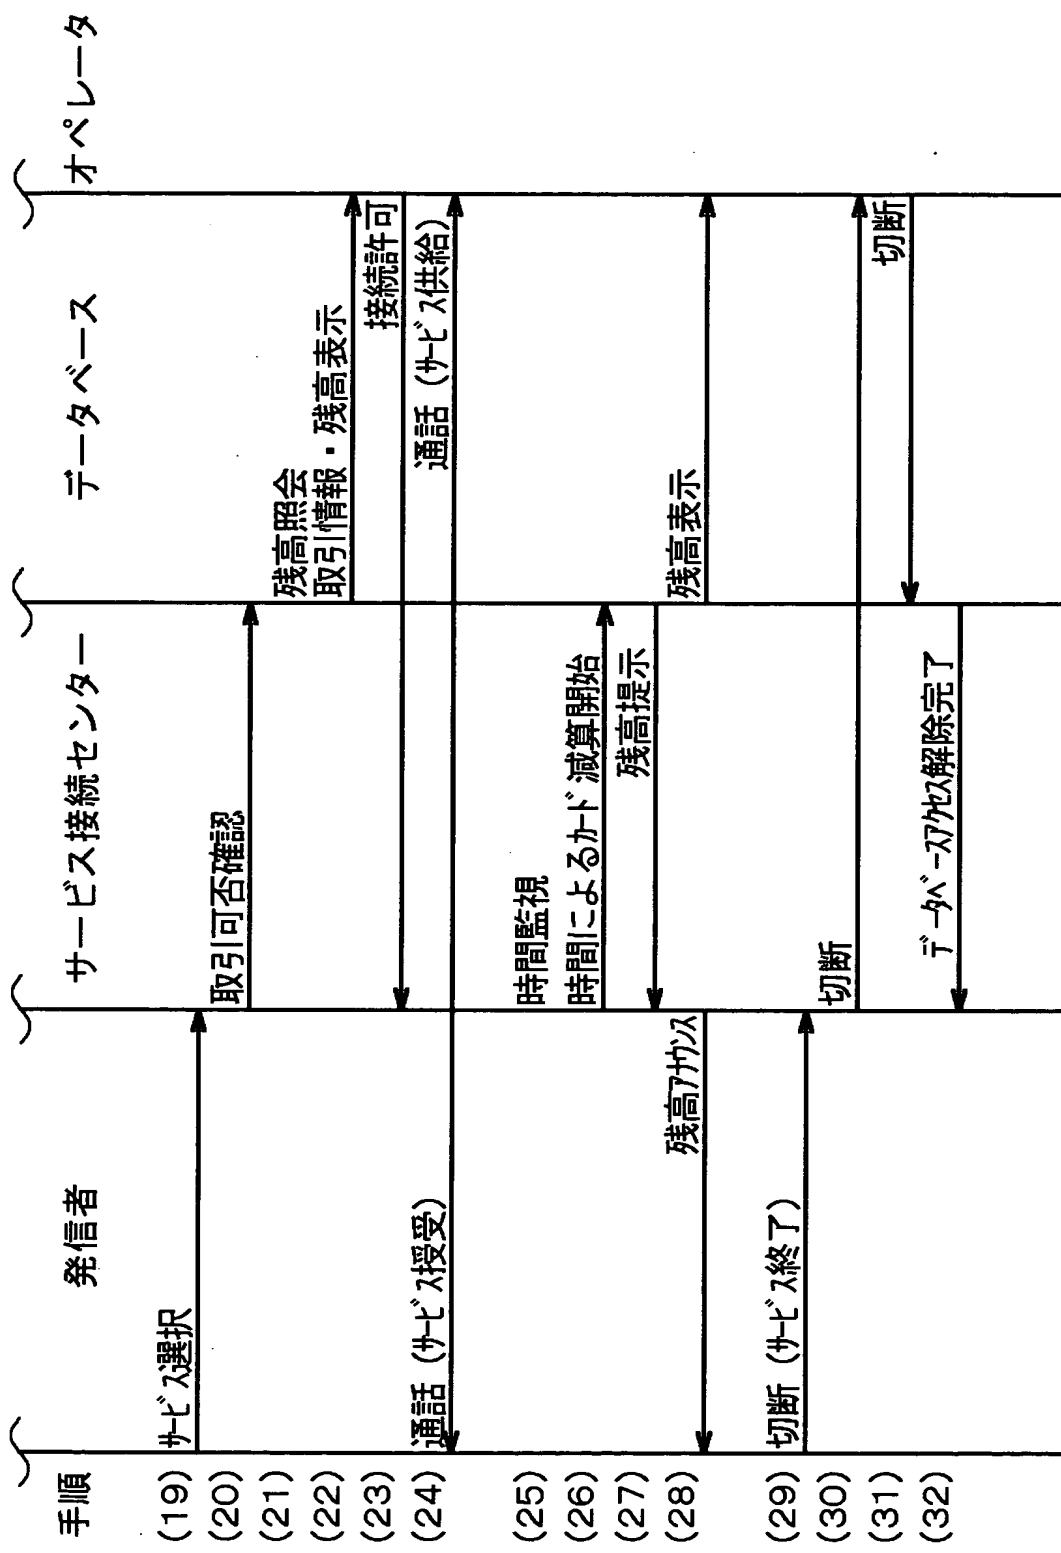 手順 発信者 サービス接続センター データベース オペレータ
(19) サービス選択
(20) 取引可否確認
(21) 残高照会
(22) 取引情報・残高表示
(23) 接続許可
(24) 通話(サービス授受) 通話(サービス供給)
(25) 時間監視
(26) 時間によるカード減算開始
(27) 残高提示
(28) 残高アナウンス 残高表示
(29) 切断(サービス終了)
(30) 切断
(31) 切断
(32) データベースアクセス解除完了